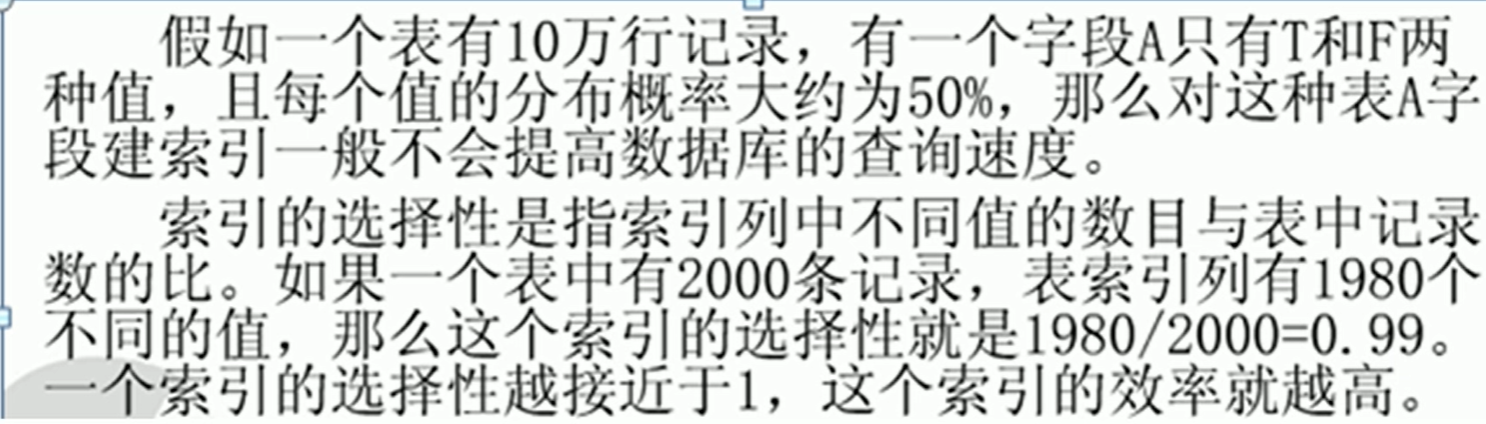 假如一个表有10万行记录，有一个字段A只有T和F两
种值，且每个值的分布概率大约为50%，那么对这种表A字
段建索引一般不会提高数据库的查询速度。
索引的选择性是指索引列中不同值的数目与表中记录
数的比。如果一个表中有2000条记录，表索引列有1980个
不同的值，那么这个索引的选择性就是1980/2000=0.99。
一个索引的选择性越接近于1，这个索引的效率就越高。